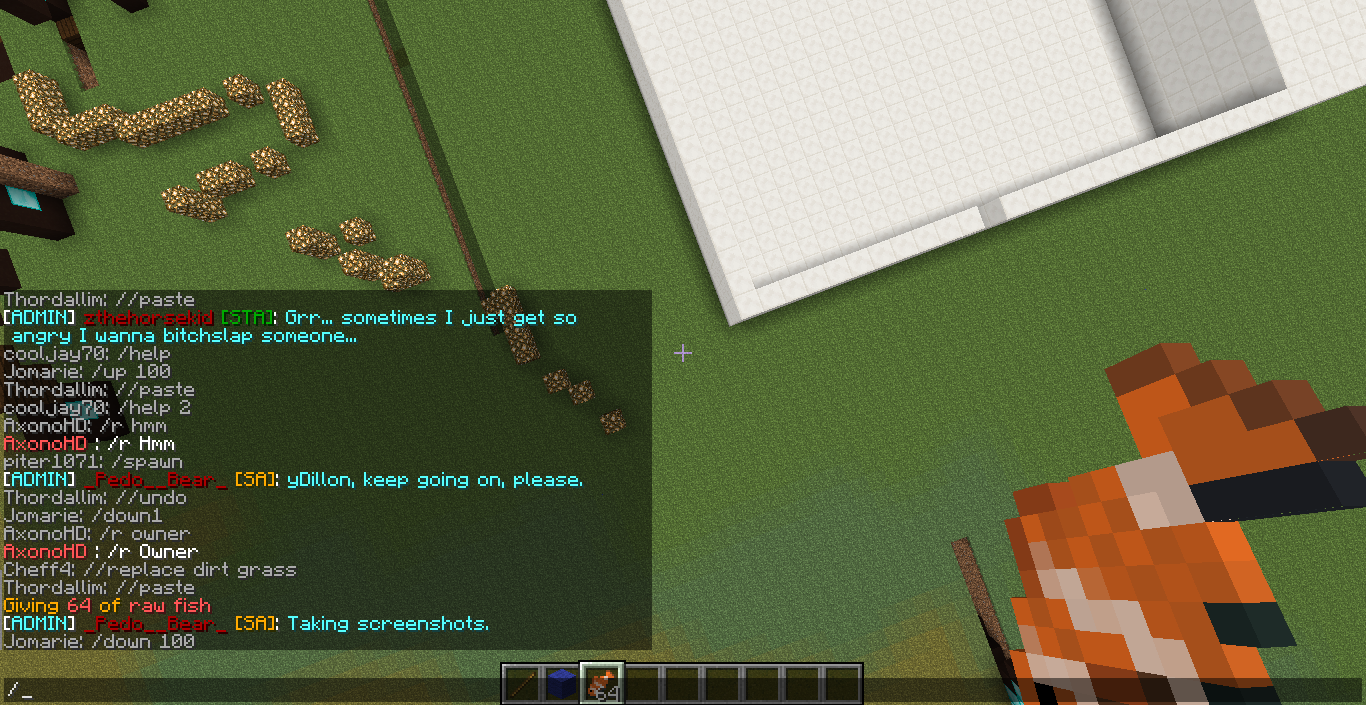 Thordallim: //paste
[ADMIN] zthehorsekid [STA]: Grr... sometimes I just get so
angry I wanna bitchslap someone...
cooljay70: /help
Jomarie: /up 100
Thordallim: //paste
cooljay70: /help 2
AxonoHD: /r hmm
AxonoHD : /r Hmm
piter1071: /spawn
[ADMIN] _Pedo__Bear_ [SA]: yDillon, keep going on, please.
Thordallim: //undo
Jomarie: /down1
AxonoHD: /r owner
AxonoHD : /r Owner
Cheff4: //replace dirt grass
Thordallim: //paste
Giving 64 of raw fish
[ADMIN] _Pedo__Bear_ [SA]: Taking screenshots.
Jomarie: /down 100
64
/_